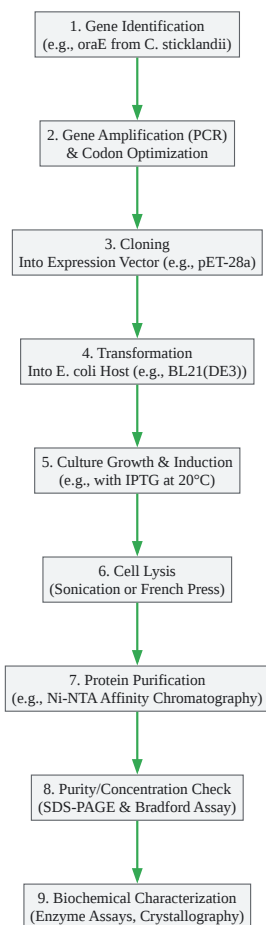 1. Gene Identification
(e.g., oraE from C. sticklandii)
2. Gene Amplification (PCR)
& Codon Optimization
3. Cloning
Into Expression Vector (e.g., pET-28a)
4. Transformation
Into E. coli Host (e.g., BL21(DE3))
5. Culture Growth & Induction
(e.g., with IPTG at 20°C)
6. Cell Lysis
(Sonication or French Press)
7. Protein Purification
(e.g., Ni-NTA Affinity Chromatography)
8. Purity/Concentration Check
(SDS-PAGE & Bradford Assay)
9. Biochemical Characterization
(Enzyme Assays, Crystallography)